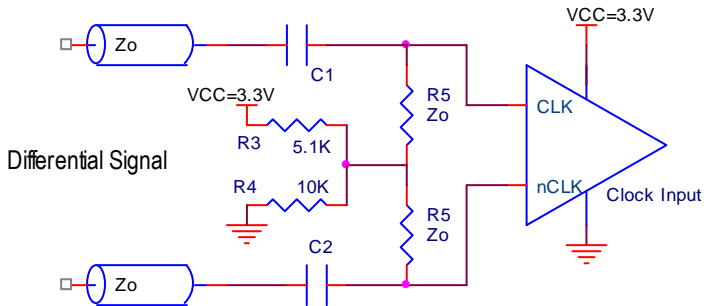 VCC=3.3V
Zo
C1
R5
Zo
CLK
VCC=3.3V
R3
5.1K
Differential Signal
R4
10K
nCLK
Clock Input
R5
Zo
C2
Zo